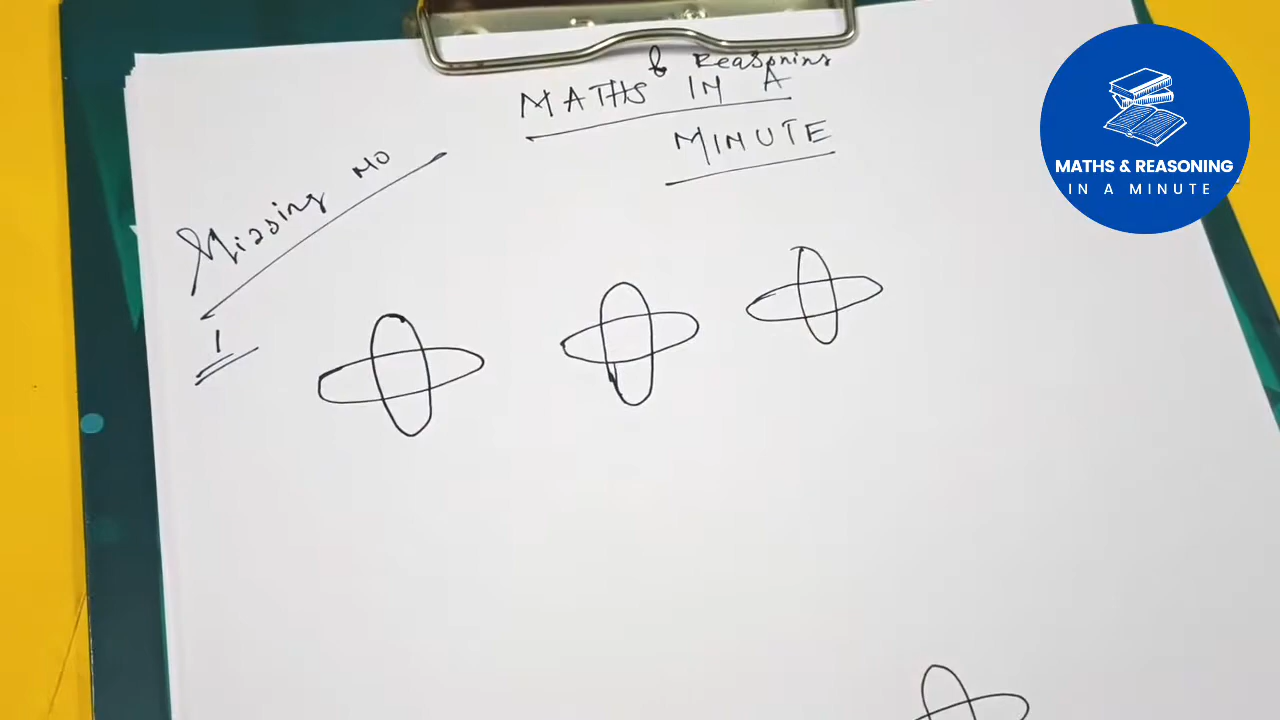 & Reasoning
MATHS IN A
MINUTE
Missing NO
1
MATHS & REASONING
IN A MINUTE